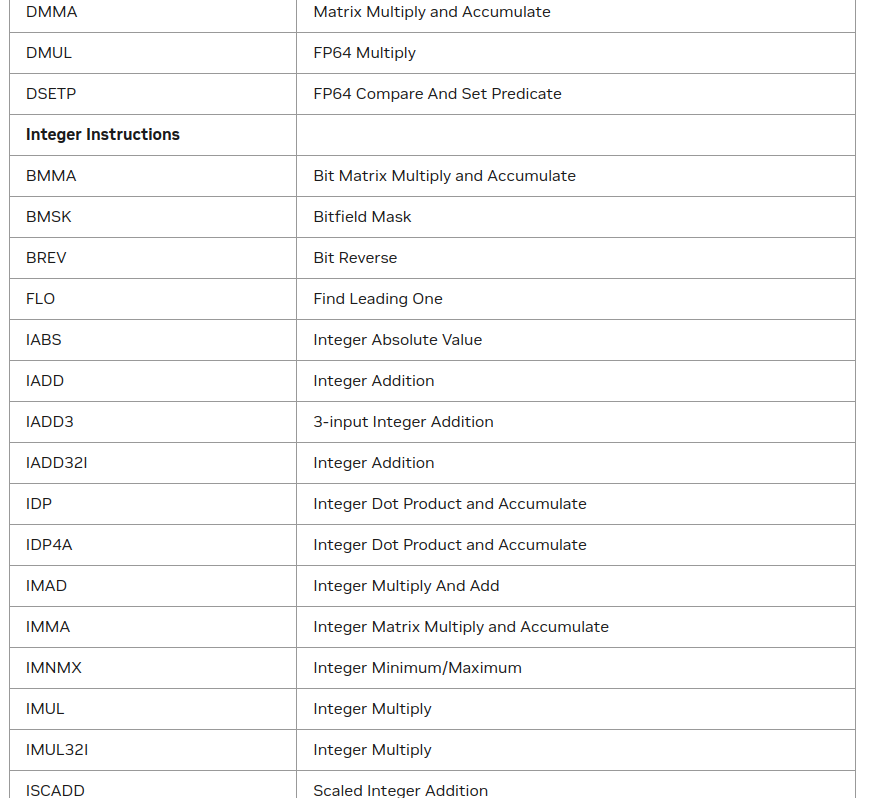 DMMA Matrix Multiply and Accumulate
DMUL FP64 Multiply
DSETP FP64 Compare And Set Predicate
Integer Instructions
BMMA Bit Matrix Multiply and Accumulate
BMSK Bitfield Mask
BREV Bit Reverse
FLO Find Leading One
IABS Integer Absolute Value
IADD Integer Addition
IADD3 3-input Integer Addition
IADD32I Integer Addition
IDP Integer Dot Product and Accumulate
IDP4A Integer Dot Product and Accumulate
IMAD Integer Multiply And Add
IMMA Integer Matrix Multiply and Accumulate
IMNMX Integer Minimum/Maximum
IMUL Integer Multiply
IMUL32I Integer Multiply
ISCADD Scaled Integer Addition